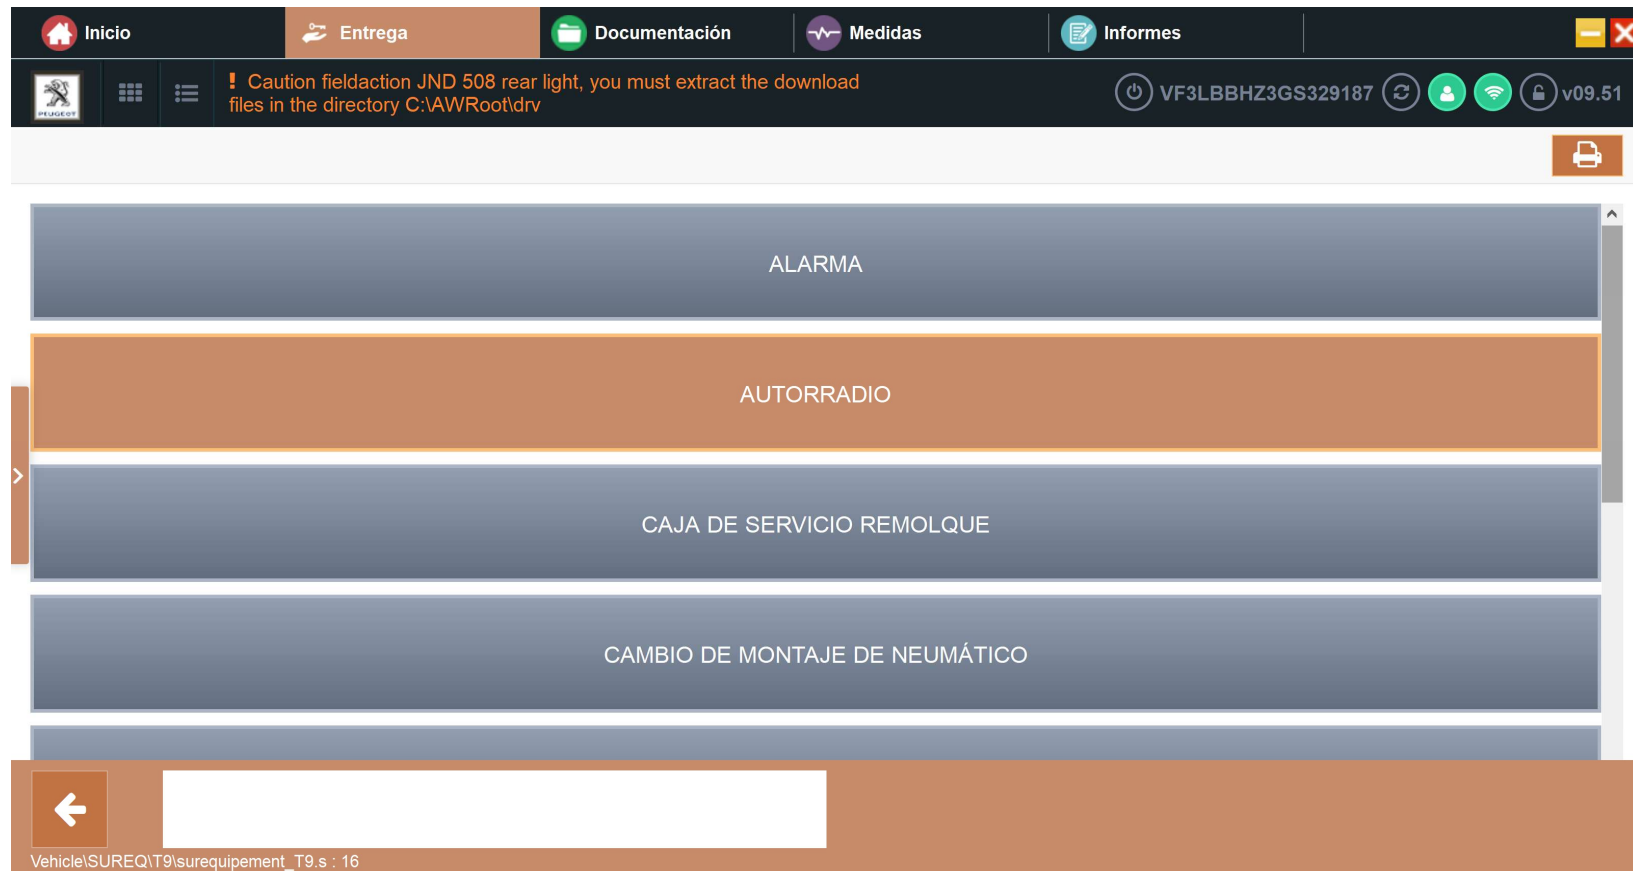 Inicio
Entrega
Documentación
Medidas
Informes
PEUGEOT
! Caution fieldaction JND 508 rear light, you must extract the download
files in the directory C:\AWRoot\drv
VF3LBBHZ3GS329187
v09.51
ALARMA
AUTORRADIO
CAJA DE SERVICIO REMOLQUE
CAMBIO DE MONTAJE DE NEUMÁTICO
Vehicle\SUREQ\T9\surequipement_T9.s : 16